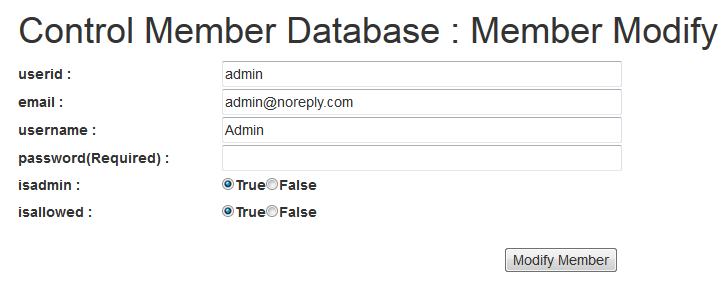 Control Member Database : Member Modify
userid : admin
email : admin@noreply.com
username : Admin
password(Required) :
isadmin : True False
isallowed : True False
Modify Member